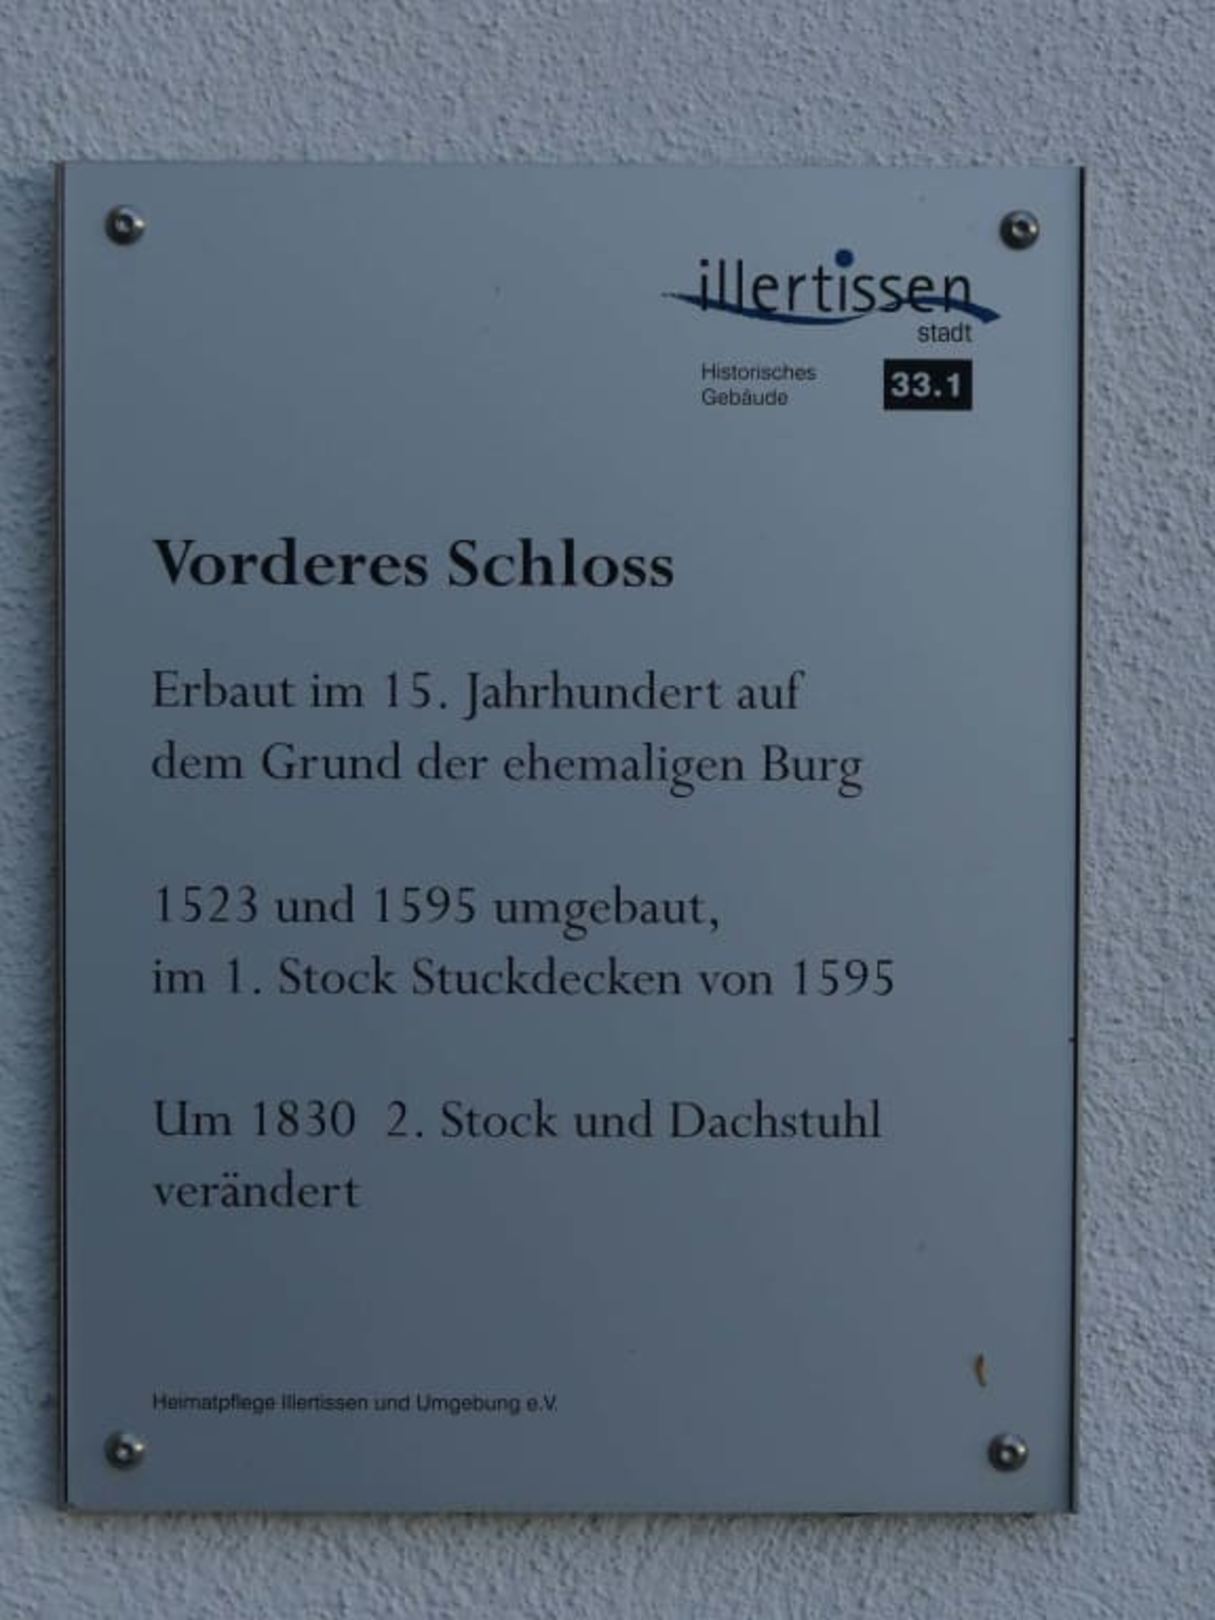 illertissen
stadt
Historisches
Gebäude
33.1
Vorderes Schloss
Erbaut im 15. Jahrhundert auf
dem Grund der ehemaligen Burg
1523 und 1595 umgebaut,
im 1. Stock Stuckdecken von 1595
Um 1830 2. Stock und Dachstuhl
verändert
Heimatpflege Illertissen und Umgebung e.V.